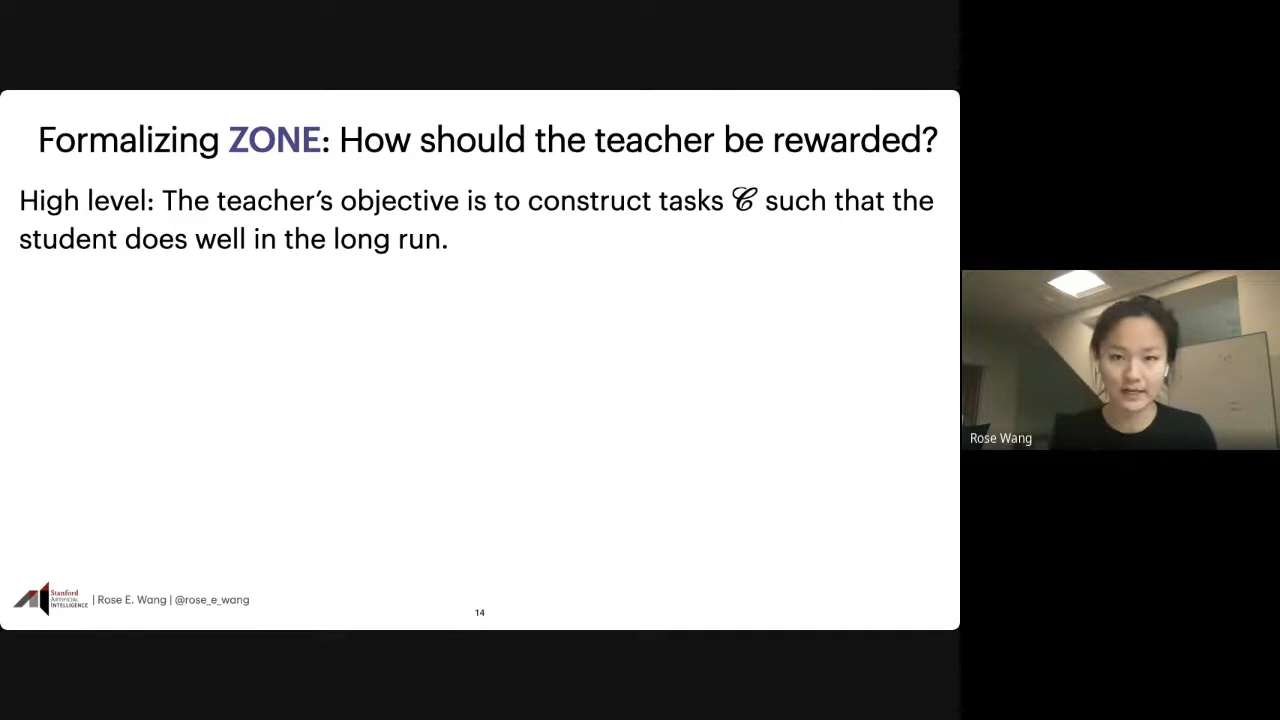 Formalizing ZONE: How should the teacher be rewarded?
High level: The teacher's objective is to construct tasks 𝒞 such that the
student does well in the long run.
Rose Wang
Stanford
ARTIFICIAL
INTELLIGENCE
| Rose E. Wang | @rose_e_wang
14